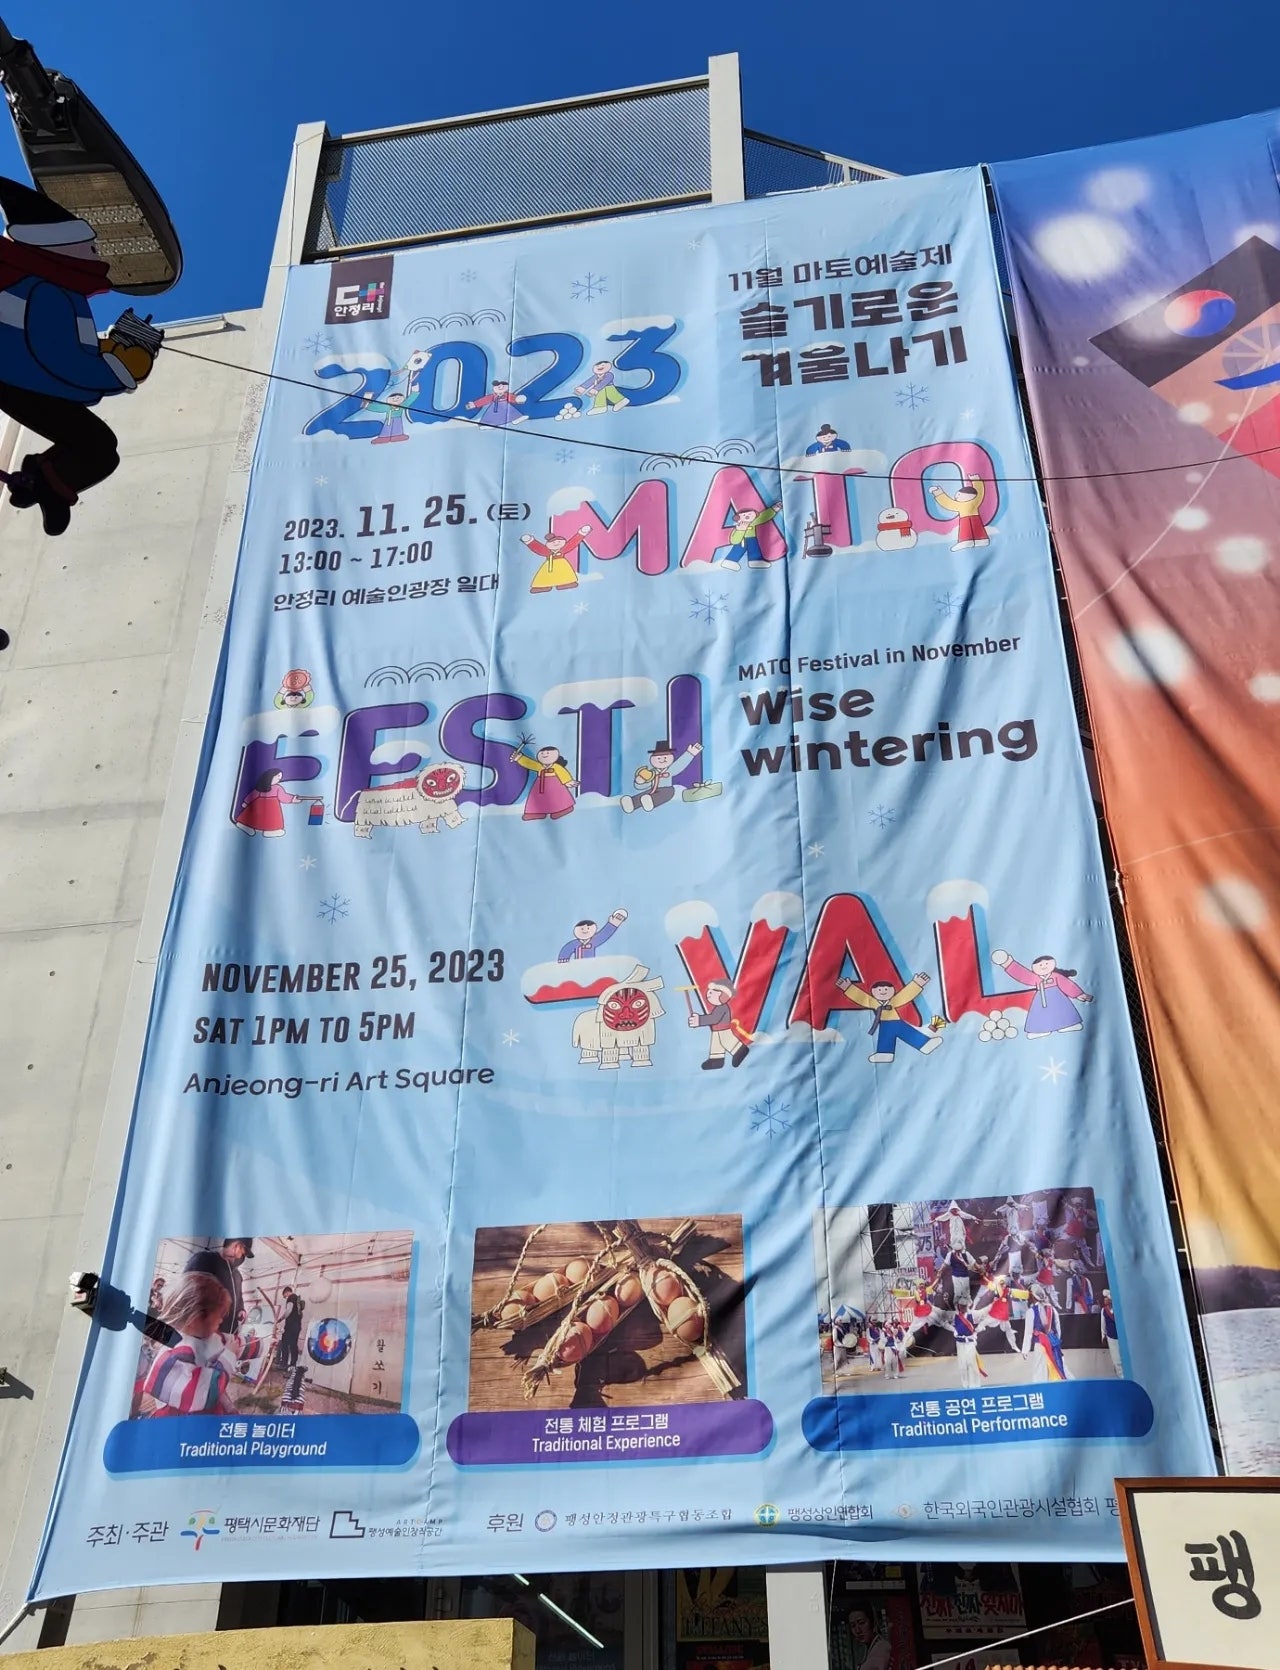 안정리
11월 마토예술제
슬기로운
겨울나기
2023
MATO
2023. 11. 25. (토)
13:00 ~ 17:00
안정리 예술인광장 일대
FESTI
MATO Festival in November
Wise
wintering
-VAL
NOVEMBER 25, 2023
SAT 1PM TO 5PM
Anjeong-ri Art Square
활쏘기
전통 놀이터
Traditional Playground
전통 체험 프로그램
Traditional Experience
전통 공연 프로그램
Traditional Performance
주최·주관 평택시문화재단 ARTCAMP 팽성예술인창작공간 후원 팽성안정관광특구협동조합 팽성상인연합회 한국외국인관광시설협회
팽